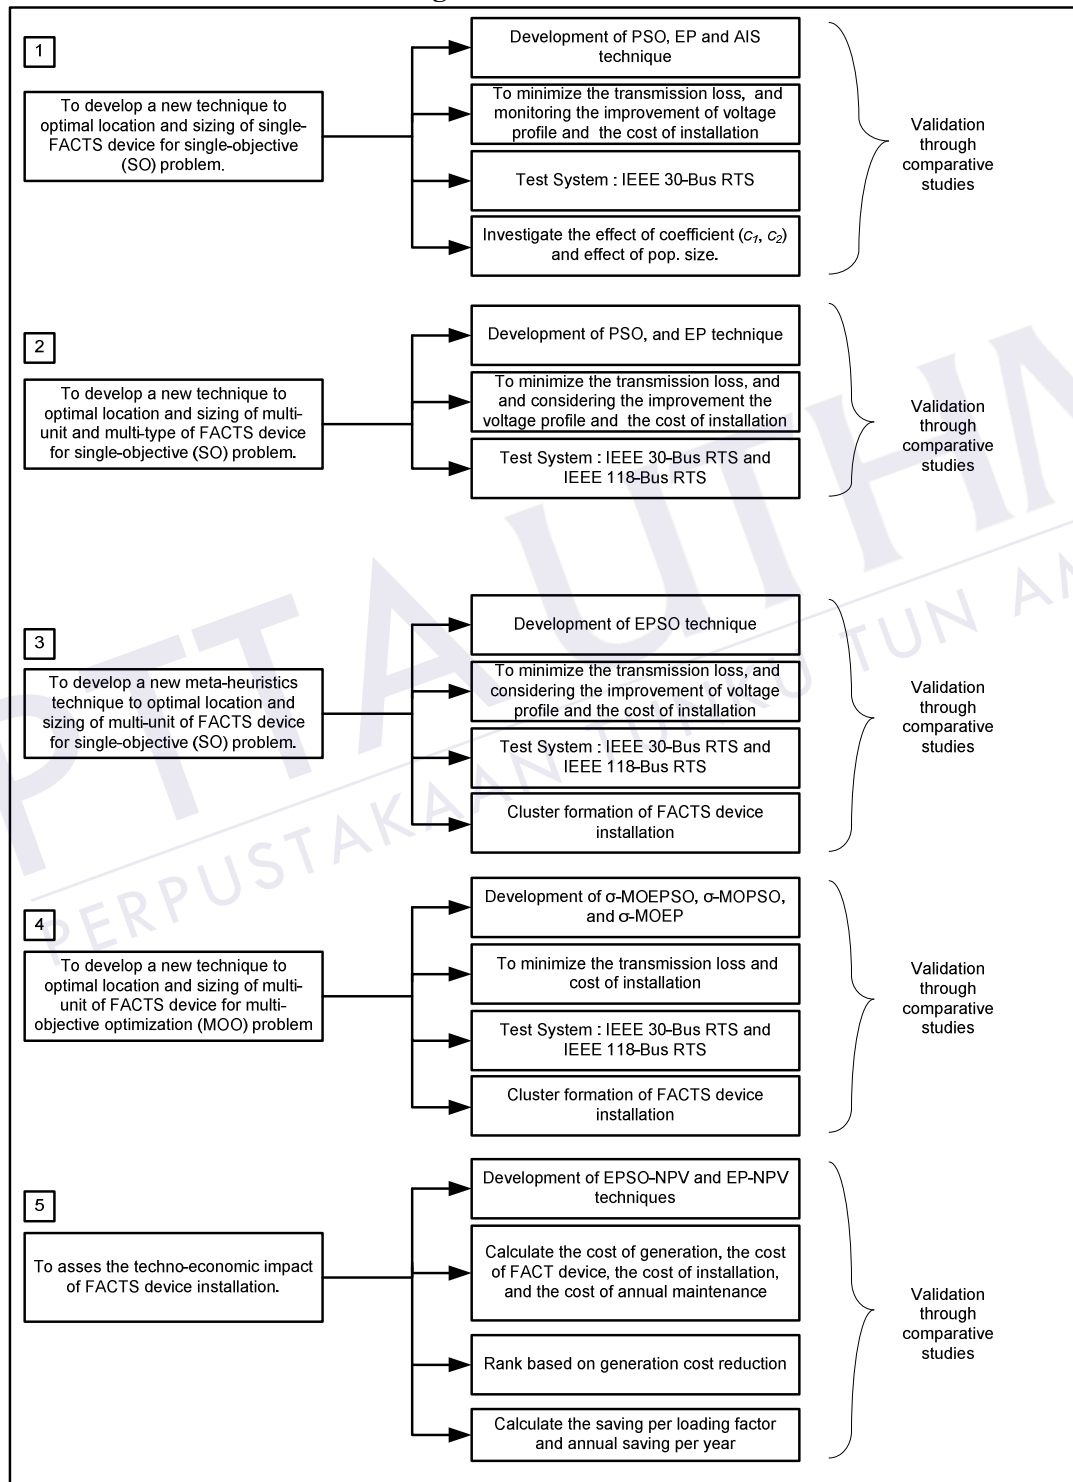 1
To develop a new technique to
optimal location and sizing of single-
FACTS device for single-objective
(SO) problem.
Development of PSO, EP and AIS
technique
To minimize the transmission loss, and
monitoring the improvement of voltage
profile and the cost of installation
Test System : IEEE 30-Bus RTS
Investigate the effect of coefficient (c1, c2)
and effect of pop. size.
Validation
through
comparative
studies
2
To develop a new technique to
optimal location and sizing of multi-
unit and multi-type of FACTS device
for single-objective (SO) problem.
Development of PSO, and EP technique
To minimize the transmission loss, and
and considering the improvement the
voltage profile and the cost of installation
Test System : IEEE 30-Bus RTS and
IEEE 118-Bus RTS
Validation
through
comparative
studies
3
To develop a new meta-heuristics
technique to optimal location and
sizing of multi-unit of FACTS device
for single-objective (SO) problem.
Development of EPSO technique
To minimize the transmission loss, and
considering the improvement of voltage
profile and the cost of installation
Test System : IEEE 30-Bus RTS and
IEEE 118-Bus RTS
Cluster formation of FACTS device
installation
Validation
through
comparative
studies
4
To develop a new technique to
optimal location and sizing of multi-
unit of FACTS device for multi-
objective optimization (MOO) problem
Development of σ-MOEPSO, σ-MOPSO,
and σ-MOEP
To minimize the transmission loss and
cost of installation
Test System : IEEE 30-Bus RTS and
IEEE 118-Bus RTS
Cluster formation of FACTS device
installation
Validation
through
comparative
studies
5
To asses the techno-economic impact
of FACTS device installation.
Development of EPSO-NPV and EP-NPV
techniques
Calculate the cost of generation, the cost
of FACT device, the cost of installation,
and the cost of annual maintenance
Rank based on generation cost reduction
Calculate the saving per loading factor
and annual saving per year
Validation
through
comparative
studies
PTTA UTHM
PERPUSTAKAAN TUNKU TUN AM